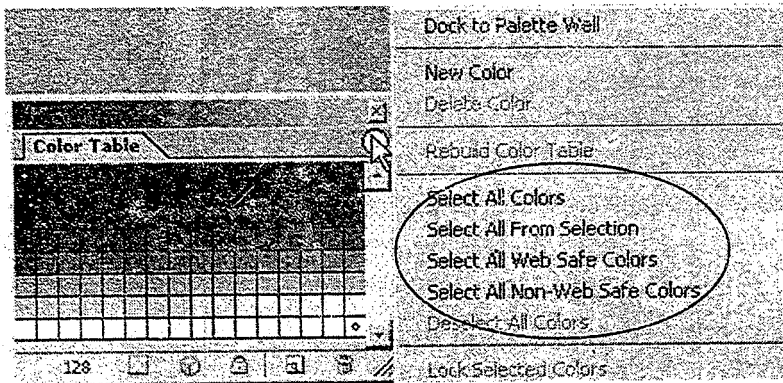 Color Table
128
Dock to Palette Well
New Color
Delete Color
Rebuild Color Table
Select All Colors
Select All From Selection
Select All Web Safe Colors
Select All Non-Web Safe Colors
Deselect All Colors
Lock Selected Colors